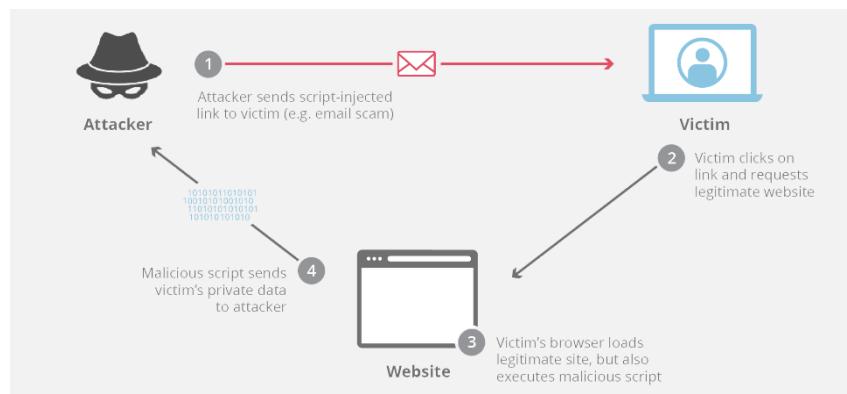 1
Attacker sends script-injected
link to victim (e.g. email scam)
Attacker
Victim
2
Victim clicks on
link and requests
legitimate website
10101011010101
10010101001010
11010101010101
101010101010
4
Malicious script sends
victim's private data
to attacker
3
Victim's browser loads
legitimate site, but also
executes malicious script
Website